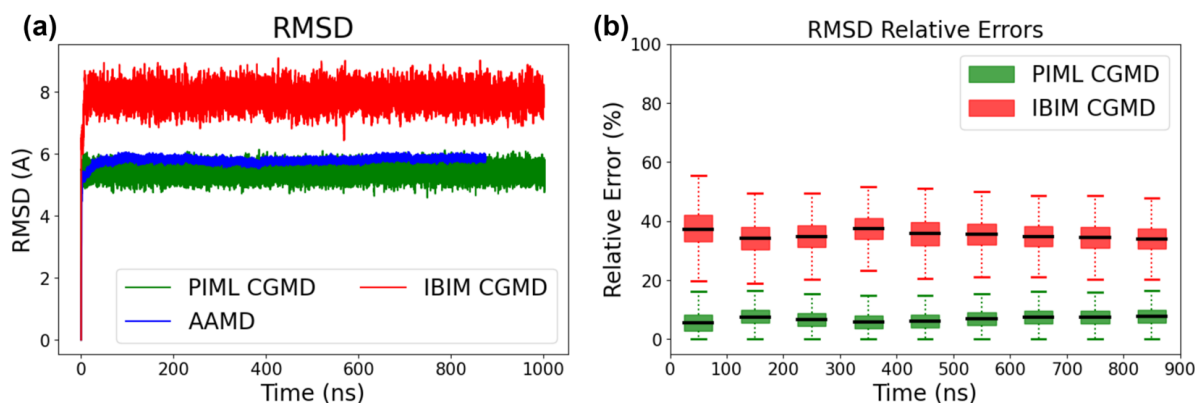 (a)
RMSD
RMSD (A)
8
6
4
2
0
PIML CGMD
IBIM CGMD
AAMD
0 200 400 600 800 1000
Time (ns)
(b)
RMSD Relative Errors
Relative Error (%)
100
80
60
40
20
0
PIML CGMD
IBIM CGMD
0 100 200 300 400 500 600 700 800 900
Time (ns)